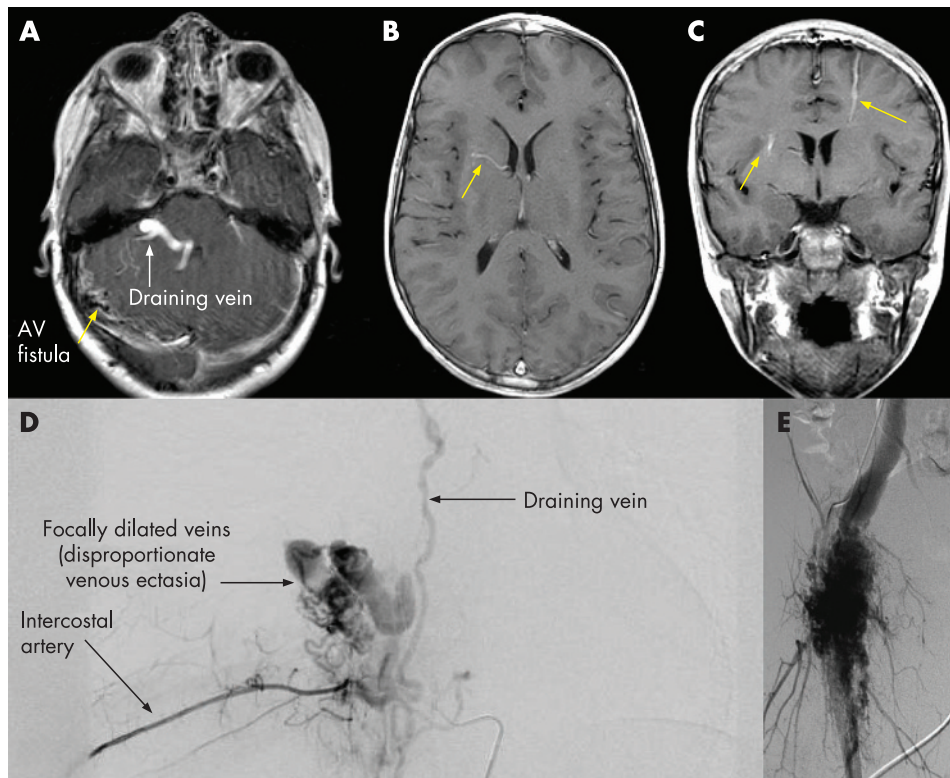 A
B
C
Draining vein
AV
fistula
D
E
Draining vein
Focally dilated veins
(disproportionate
venous ectasia)
Intercostal
artery